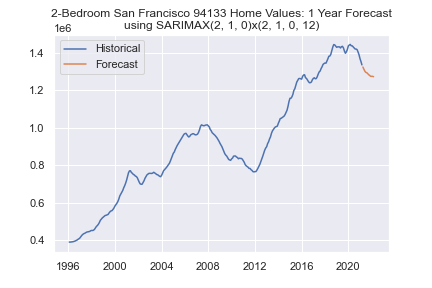 2-Bedroom San Francisco 94133 Home Values: 1 Year Forecast
using SARIMAX(2, 1, 0)x(2, 1, 0, 12)
1e6
Historical
Forecast
1.4
1.2
1.0
0.8
0.6
0.4
1996 2000 2004 2008 2012 2016 2020